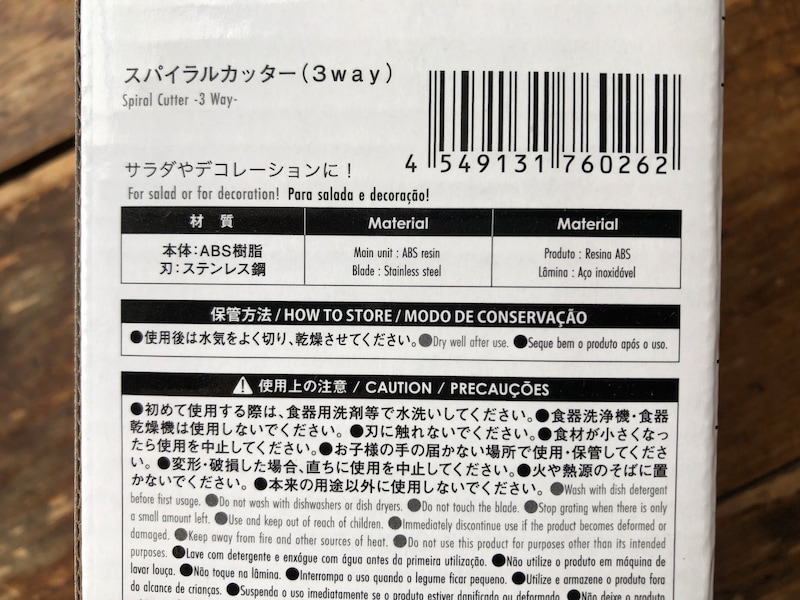 スパイラルカッター(3way)
Spiral Cutter -3 Way-
4 549131 760262
サラダやデコレーションに!
For salad or for decoration! Para salada e decoração!
材 質 Material Material
本体:ABS樹脂 Main unit : ABS resin Produto : Resina ABS
刃:ステンレス鋼 Blade : Stainless steel Lâmina : Aço inoxidável
保管方法 / HOW TO STORE / MODO DE CONSERVAÇÃO
●使用後は水気をよく切り、乾燥させてください。●Dry well after use. ●Seque bem o produto após o uso.
⚠ 使用上の注意 / CAUTION / PRECAUÇÕES
●初めて使用する際は、食器用洗剤等で水洗いしてください。●食器洗浄機・食器
乾燥機は使用しないでください。●刃に触れないでください。●食材が小さくなっ
たら使用を中止してください。●お子様の手の届かない場所で使用・保管してくださ
い。●変形・破損した場合、直ちに使用を中止してください。●火や熱源のそばに置
かないでください。●本来の用途以外に使用しないでください。●Wash with dish detergent
before first usage. ●Do not wash with dishwashers or dish dryers. ●Do not touch the blade. ●Stop grating when there is only
a small amount left. ●Use and keep out of reach of children. ●Immediately discontinue use if the product becomes deformed or
damaged. ●Keep away from fire and other sources of heat. ●Do not use this product for purposes other than its intended
purposes. ●Lave com detergente e enxágue com água antes da primeira utilização. ●Não utilize o produto em máquina de
lavar louça. ●Não toque na lâmina. ●Interrompa o uso quando o legume ficar pequeno. ●Utilize e armazene o produto fora
do alcance de crianças. ●Suspenda o uso imediatamente se o produto estiver danificado ou deformado. ●Não deixe o produto